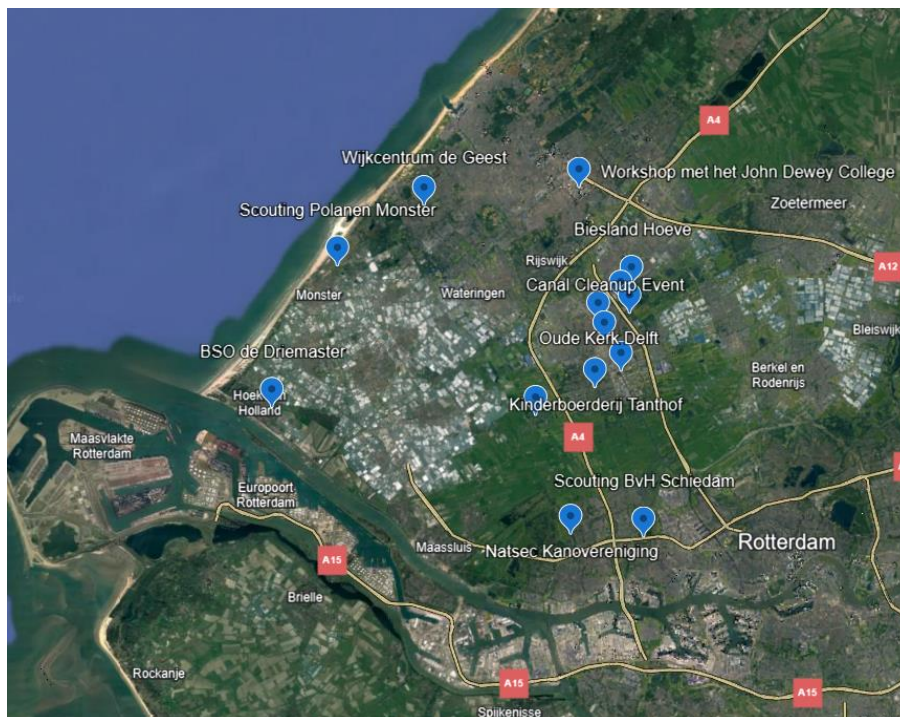 A4
Wijkcentrum de Geest
Workshop met het John Dewey College
Zoetermeer
Scouting Polanen Monster
Biesland Hoeve
Rijswijk
A12
Monster
Wateringen
Canal Cleanup Event
Bleiswijk
BSO de Driemaster
Oude Kerk Delft
Berkel en
Rodenrijs
Hoek van
Holland
Kinderboerderij Tanthof
Maasvlakte
Rotterdam
A4
Europoort
Rotterdam
Scouting BvH Schiedam
Maassluis
Natsec Kanovereniging
Rotterdam
A15
Brielle
Rockanje
A15
A15
Spijkenisse